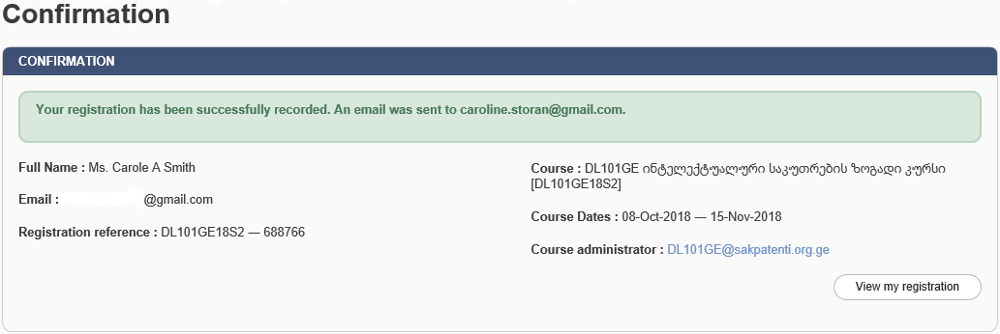 Confirmation
CONFIRMATION
Your registration has been successfully recorded. An email was sent to caroline.storan@gmail.com.
Full Name : Ms. Carole A Smith
Email : @gmail.com
Registration reference : DL101GE18S2 — 688766
Course : DL101GE ინტელექტუალური საკუთრების ზოგადი კურსი
[DL101GE18S2]
Course Dates : 08-Oct-2018 — 15-Nov-2018
Course administrator : DL101GE@sakpatenti.org.ge
View my registration